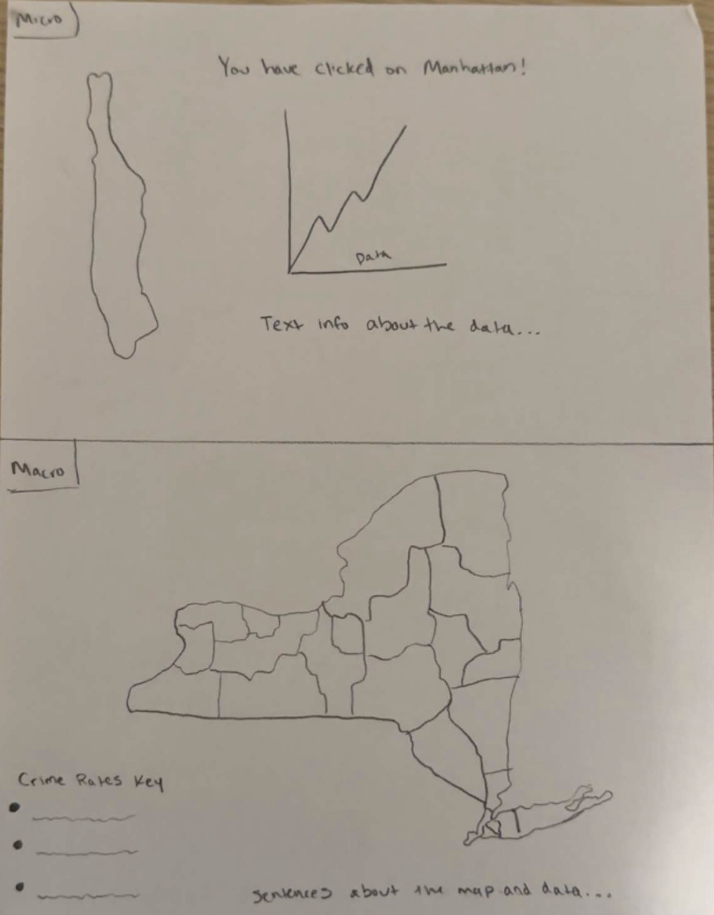 Micro
You have clicked on Manhattan!
Data
Text info about the data...
Macro
Crime Rates Key
Sentences about the map and data...